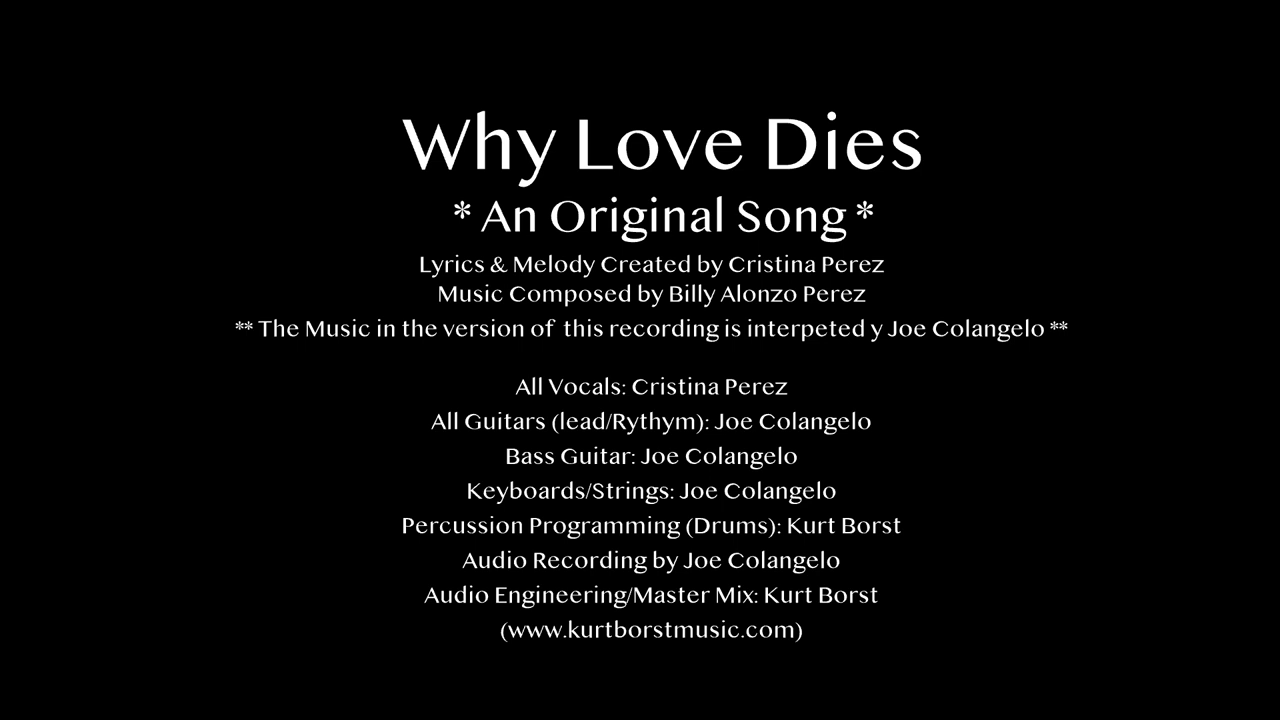 Why Love Dies
* An Original Song *
Lyrics & Melody Created by Cristina Perez
Music Composed by Billy Alonzo Perez
** The Music in the version of this recording is interpeted y Joe Colangelo **
All Vocals: Cristina Perez
All Guitars (lead/Rythym): Joe Colangelo
Bass Guitar: Joe Colangelo
Keyboards/Strings: Joe Colangelo
Percussion Programming (Drums): Kurt Borst
Audio Recording by Joe Colangelo
Audio Engineering/Master Mix: Kurt Borst
(www.kurtborstmusic.com)